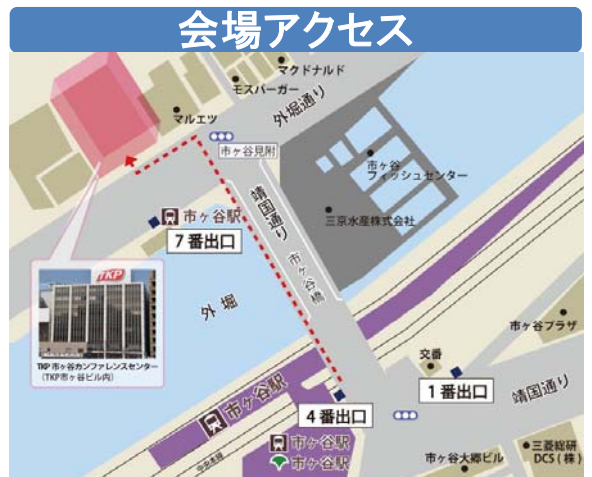 会場アクセス
マクドナルド
モスバーガー
マルエツ
外堀通り
市ヶ谷見附
市ヶ谷
フィッシュセンター
靖国通り
三京水産株式会社
市ヶ谷駅
7番出口
市ヶ谷橋
外堀
TKP
TKP市ヶ谷カンファレンスセンター
(TKP市ヶ谷ビル内)
市ヶ谷プラザ
交番
市ヶ谷駅
1番出口
靖国通り
4番出口
市ヶ谷駅
市ヶ谷駅
中央本線
市ヶ谷大郷ビル
三菱総研
DCS(株)